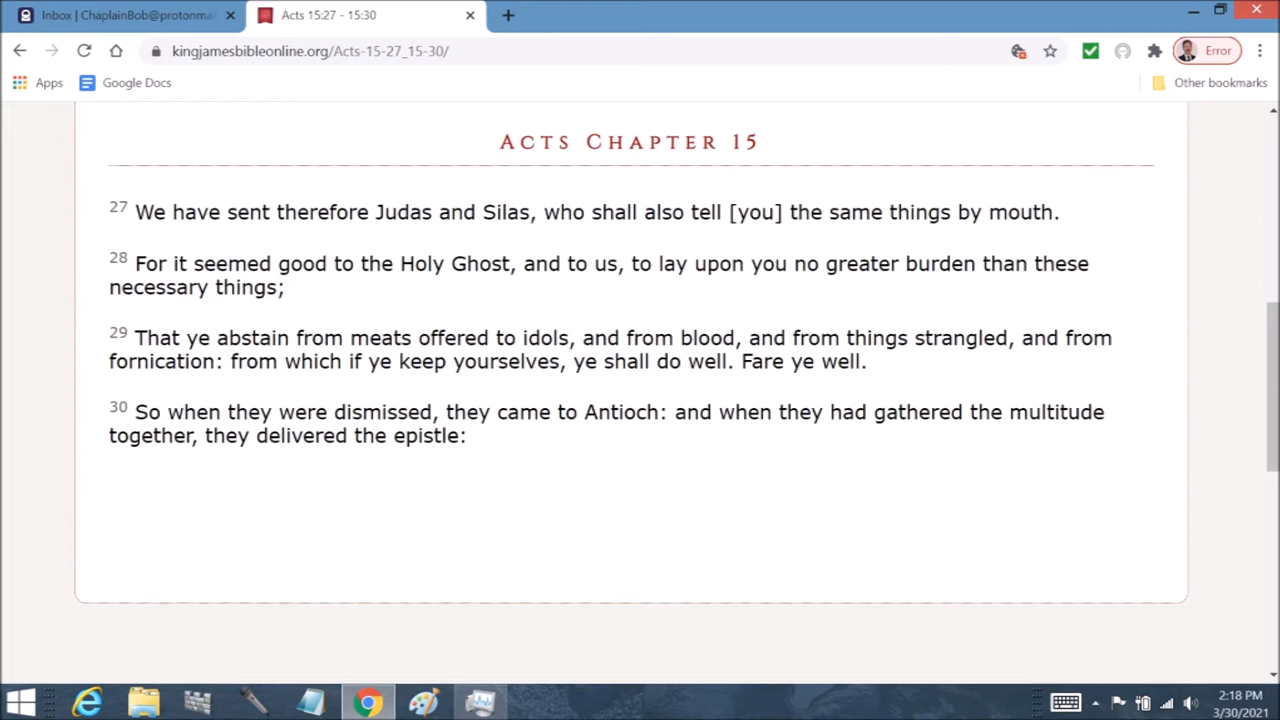 Inbox | ChaplainBob@protonma
Acts 15:27 - 15:30
kingjamesbibleonline.org/Acts-15-27_15-30/
Error
Apps
Google Docs
Other bookmarks
Acts Chapter 15
27 We have sent therefore Judas and Silas, who shall also tell [you] the same things by mouth.
28 For it seemed good to the Holy Ghost, and to us, to lay upon you no greater burden than these
necessary things;
29 That ye abstain from meats offered to idols, and from blood, and from things strangled, and from
fornication: from which if ye keep yourselves, ye shall do well. Fare ye well.
30 So when they were dismissed, they came to Antioch: and when they had gathered the multitude
together, they delivered the epistle:
2:18 PM
3/30/2021